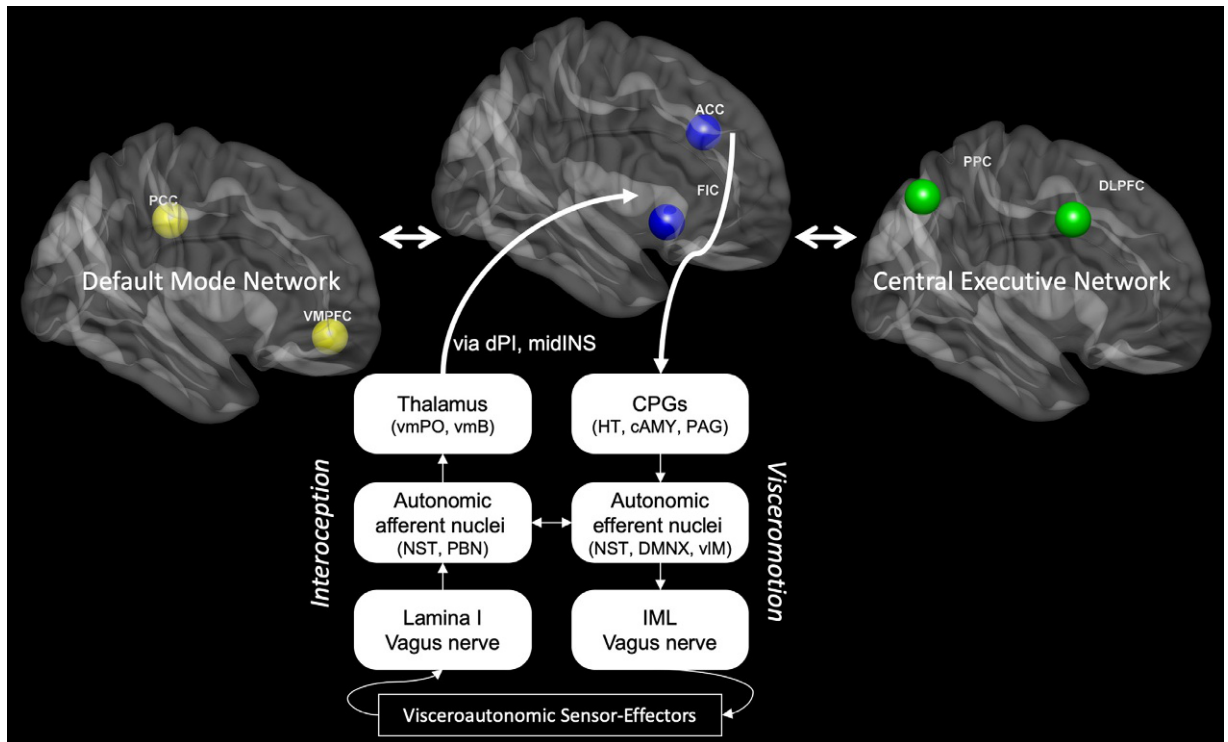 ACC
PPC
FIC
DLPFC
PCC
Default Mode Network
Central Executive Network
VMPFC
via dPI, midINS
Thalamus
(vmPO, vmB)
CPGs
(HT, cAMY, PAG)
Interoception
Visceromotion
Autonomic
afferent nuclei
(NST, PBN)
Autonomic
efferent nuclei
(NST, DMNX, vlM)
Lamina I
Vagus nerve
IML
Vagus nerve
Visceroautonomic Sensor-Effectors